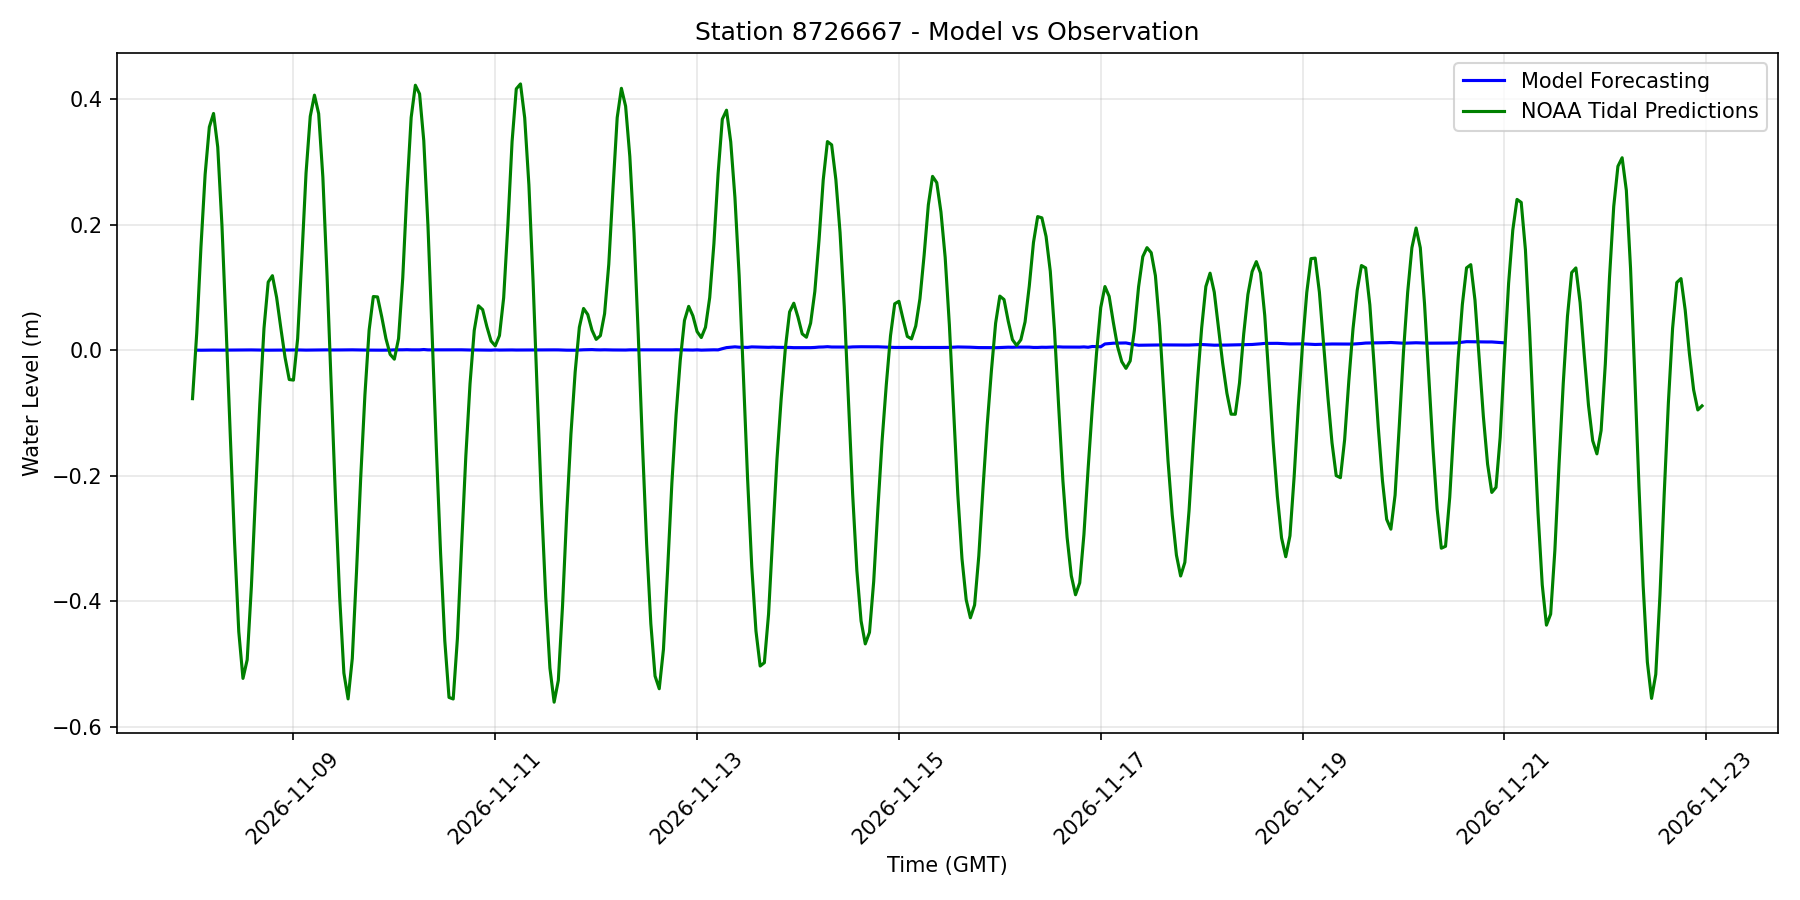 Station 8726667 - Model vs Observation
Model Forecasting
NOAA Tidal Predictions
Water Level (m)
0.4
0.2
0.0
−0.2
−0.4
−0.6
2026-11-09
2026-11-11
2026-11-13
2026-11-15
2026-11-17
2026-11-19
2026-11-21
2026-11-23
Time (GMT)